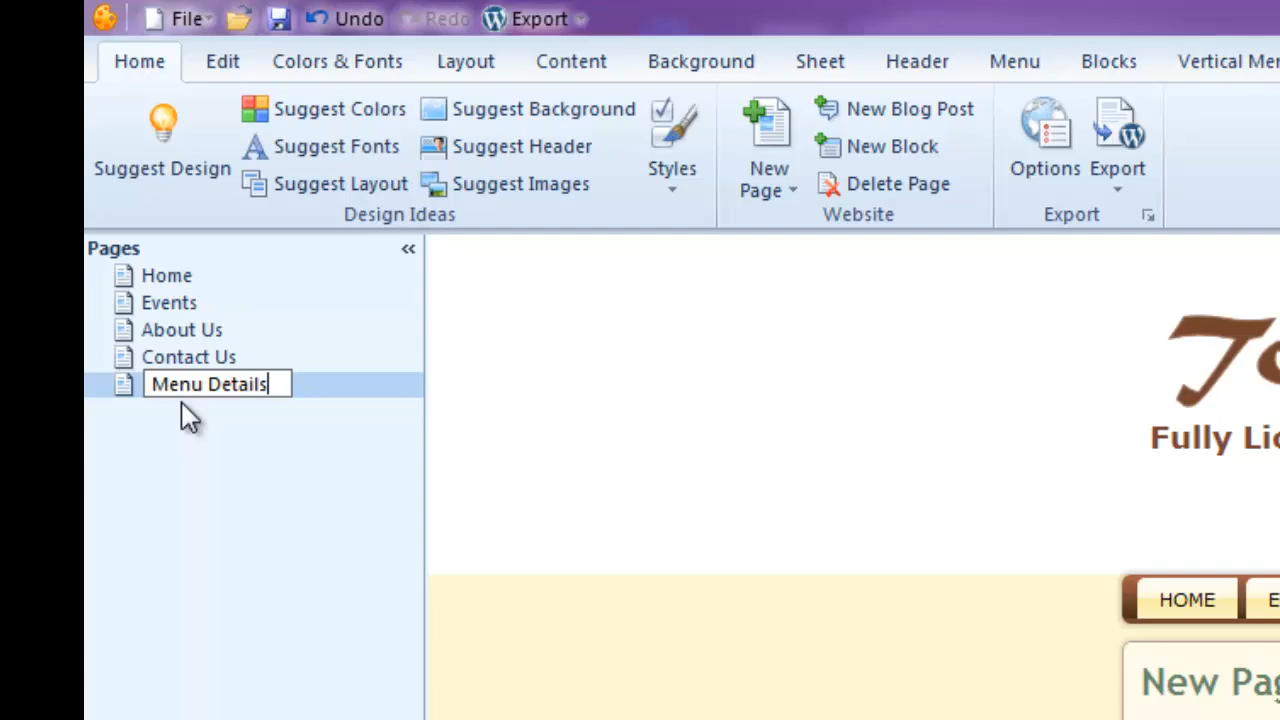 File Undo Redo Export
Home Edit Colors & Fonts Layout Content Background Sheet Header Menu Blocks Vertical
Suggest Design
Suggest Colors
Suggest Fonts
Suggest Layout
Suggest Background
Suggest Header
Suggest Images
Styles
Design Ideas
New
Page
New Blog Post
New Block
Delete Page
Website
Options
Export
Export
Pages
Home
Events
About Us
Contact Us
Menu Details
Fully
HOME
New